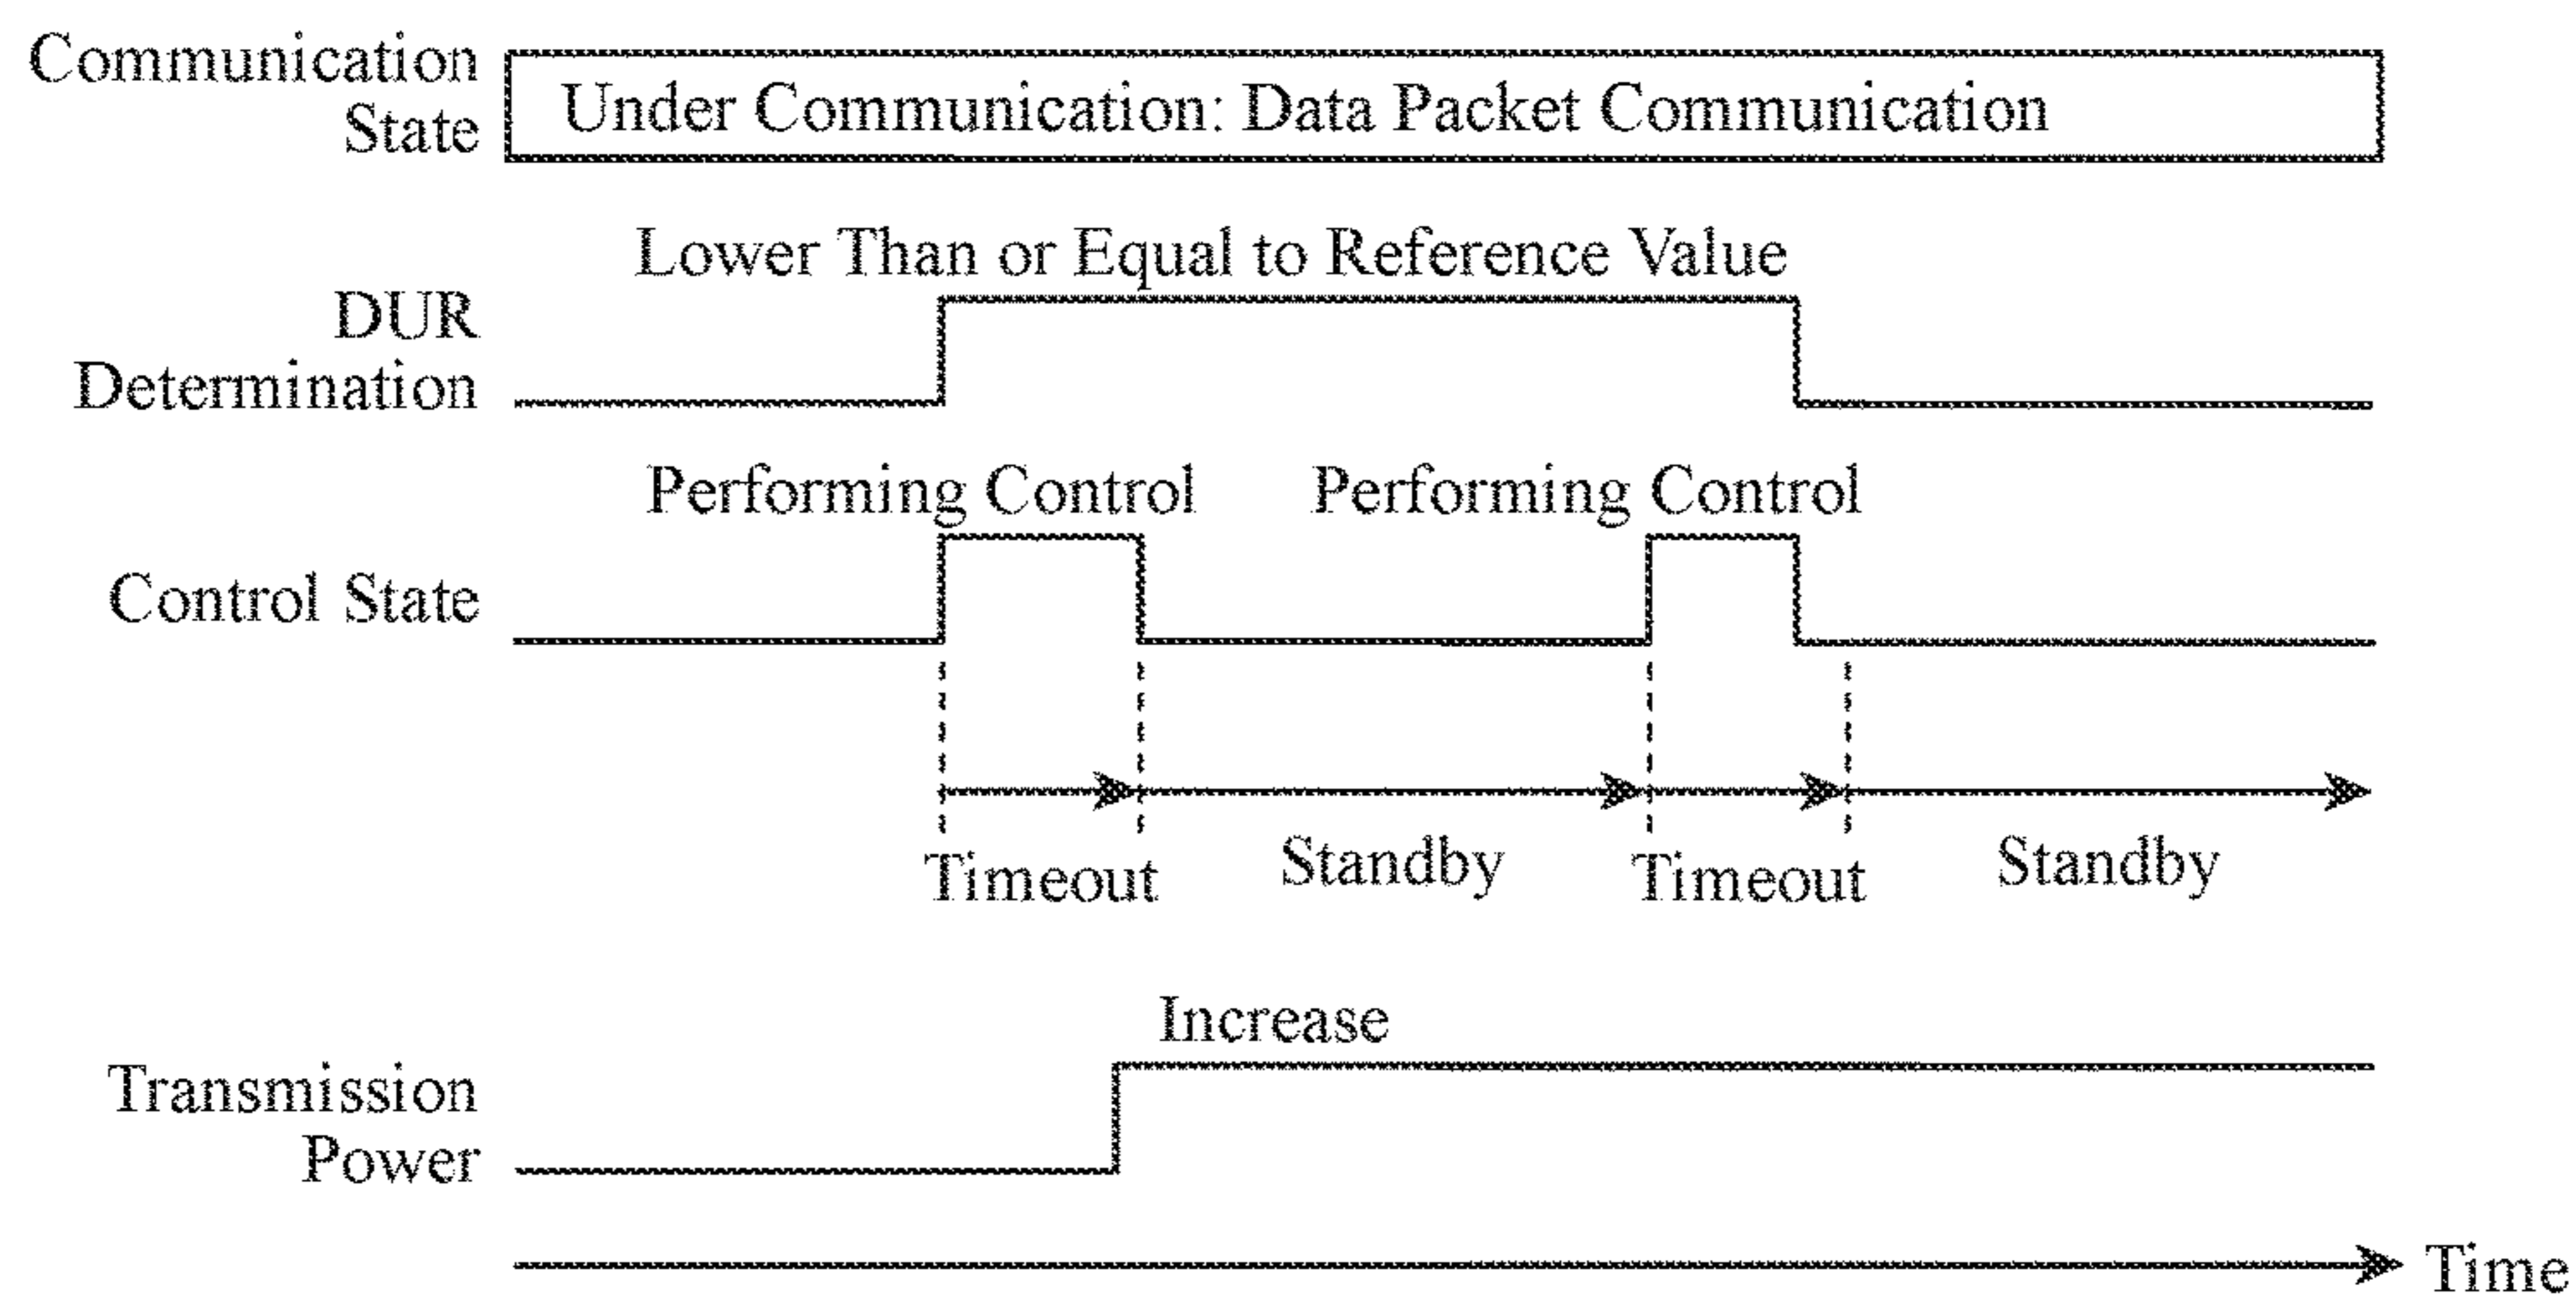 Communication
State
Under Communication: Data Packet Communication
Lower Than or Equal to Reference Value
DUR
Determination
Performing Control Performing Control
Control State
Timeout Standby Timeout Standby
Increase
Transmission
Power
Time